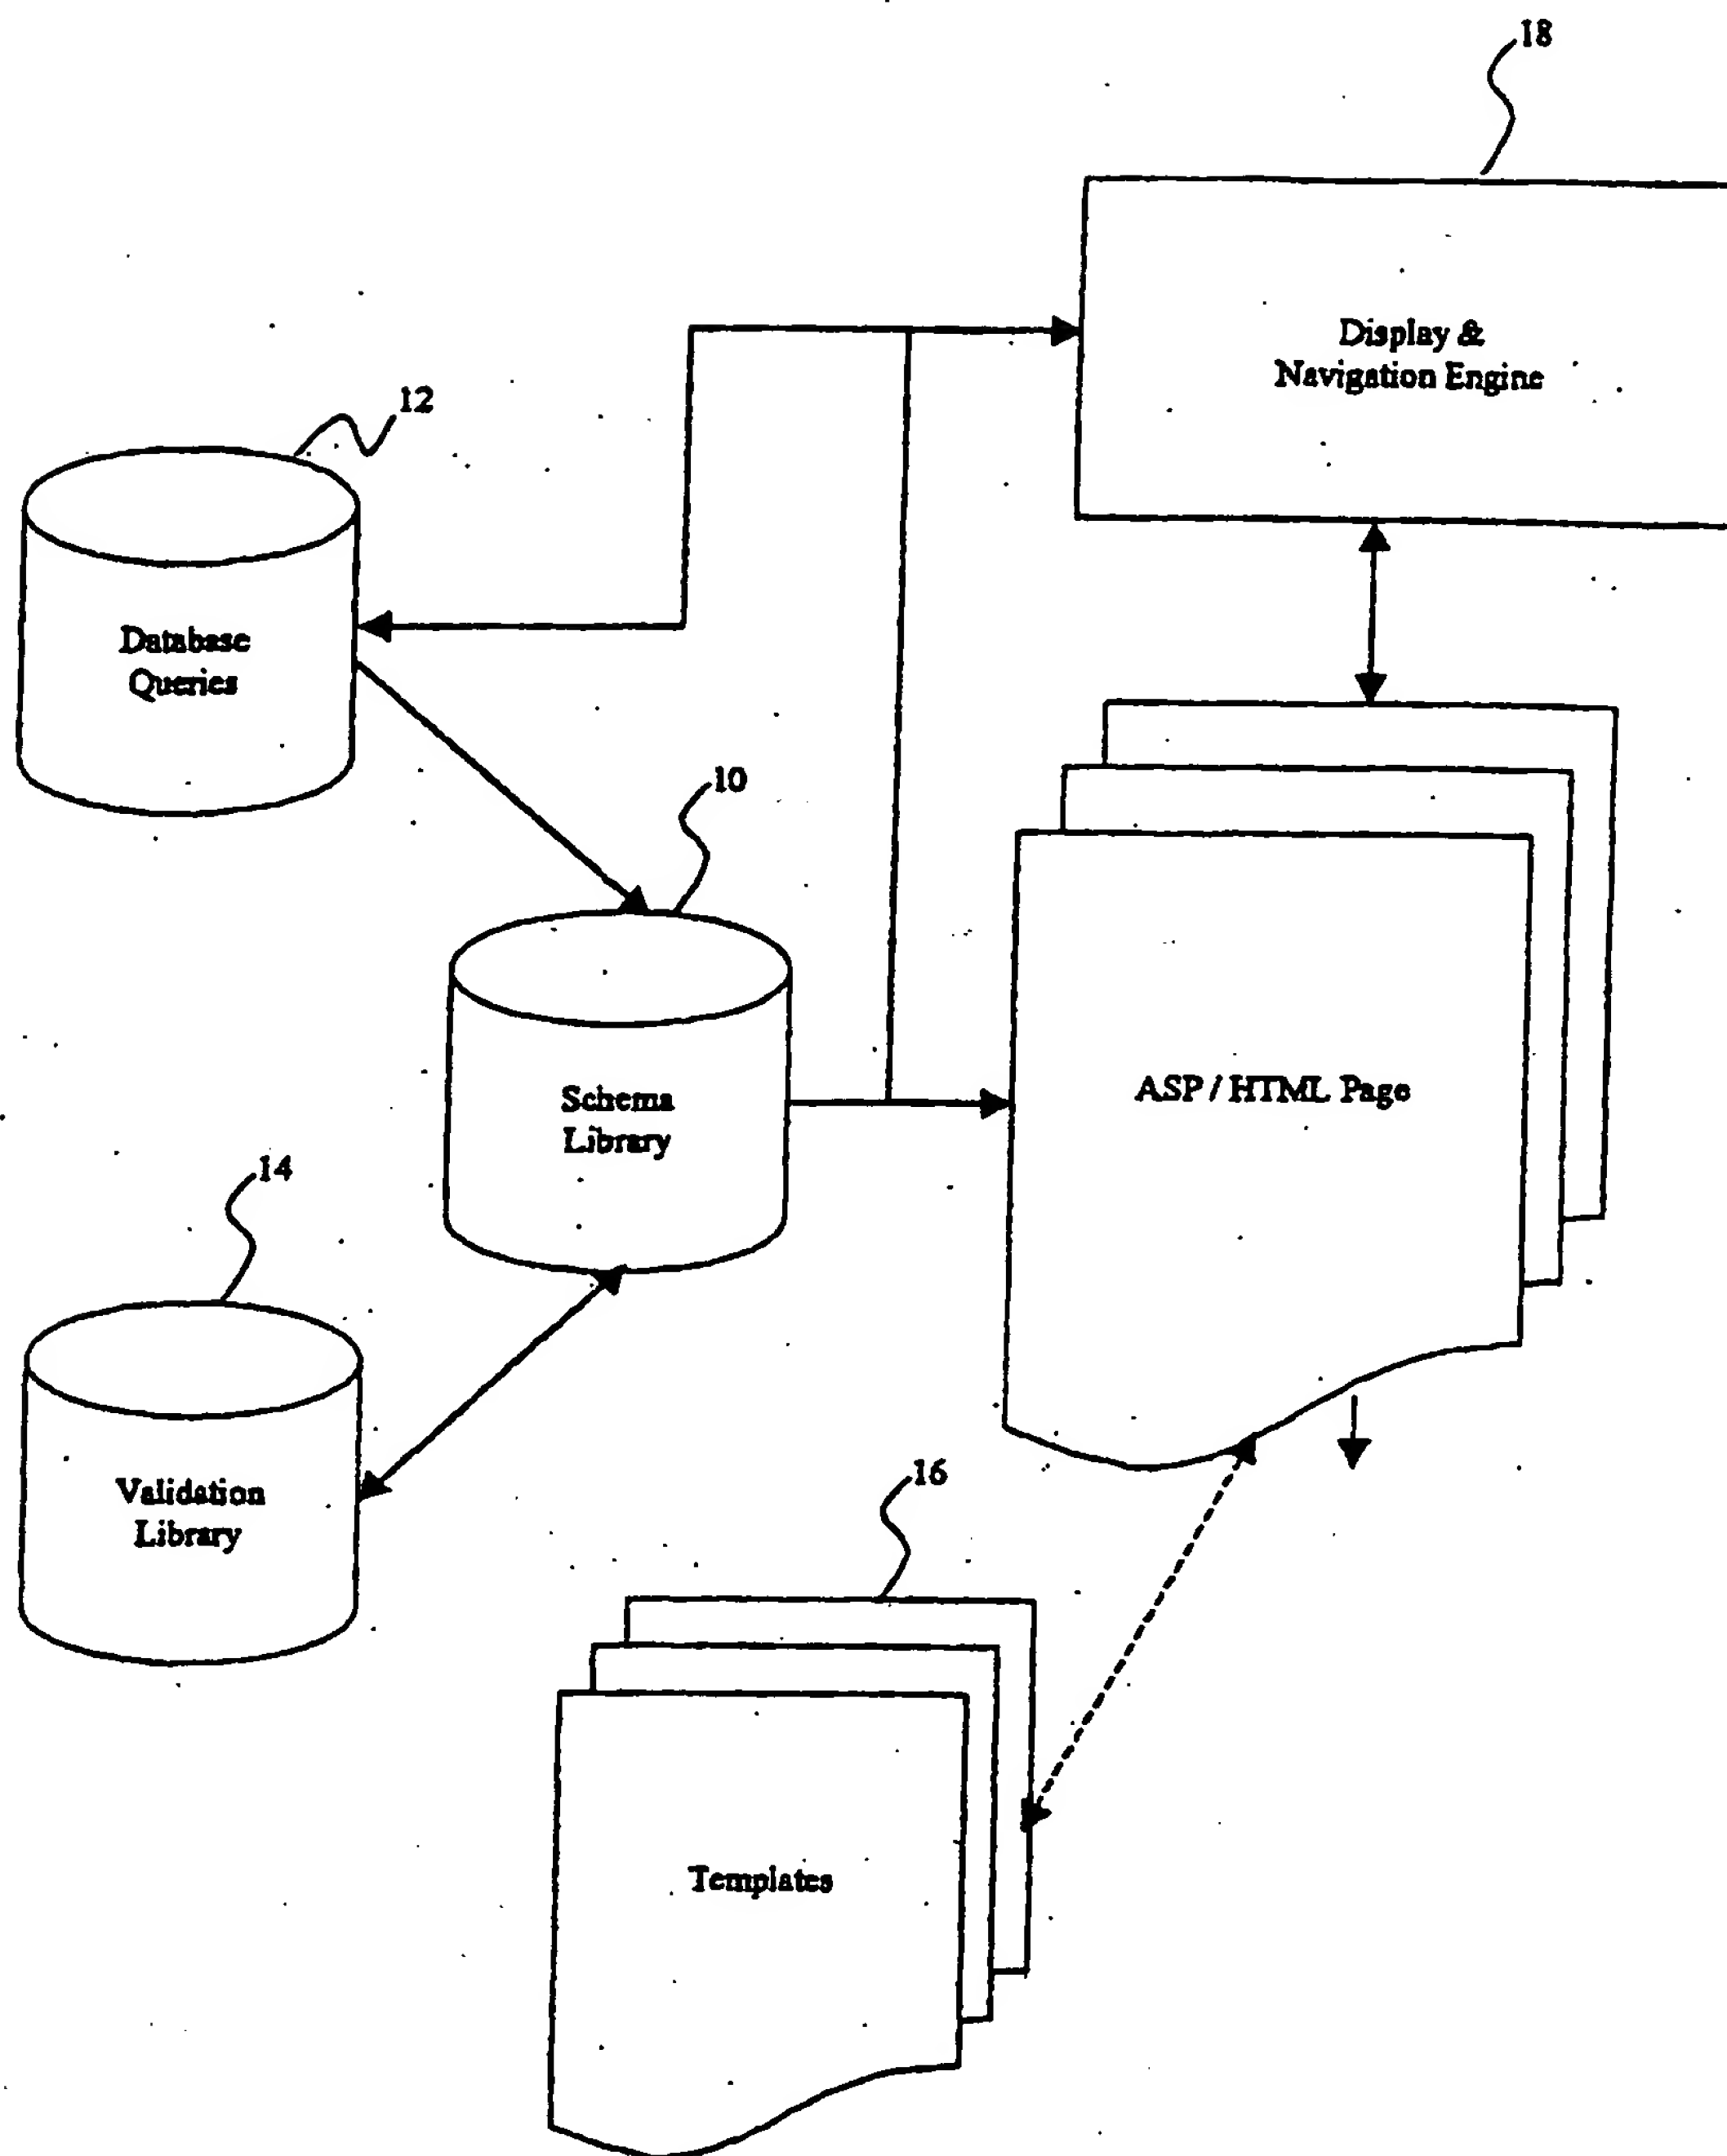 18
Display &
Navigation Engine
12
Database
Queries
10
Schema
Library
ASP / HTML Page
14
Validation
Library
16
Templates